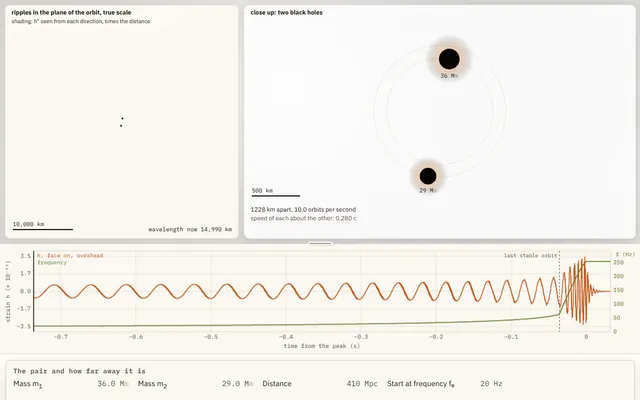 ripples in the plane of the orbit, true scale
shading: h⁺ seen from each direction, times the distance
10,000 km
wavelength now 14,990 km
close up: two black holes
36 M☉
29 M☉
500 km
1228 km apart, 10.0 orbits per second
speed of each about the other: 0.280 c
h₊ face on, overhead
frequency
last stable orbit
f (Hz)
strain h (× 10⁻²¹)
3.5
1.7
0.0
−1.7
−3.5
250
200
150
100
50
0
−0.7
−0.6
−0.5
−0.4
−0.3
−0.2
−0.1
0
time from the peak (s)
The pair and how far away it is
Mass m₁ 36.0 M☉ Mass m₂ 29.0 M☉ Distance 410 Mpc Start at frequency f₀ 20 Hz